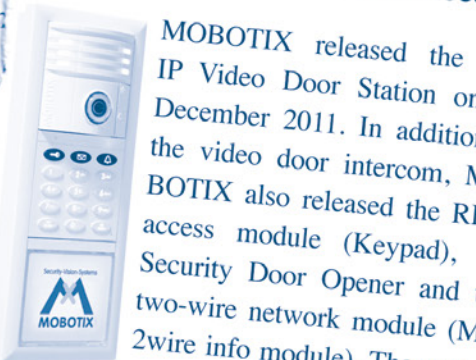 MOBOTIX released the
IP Video Door Station on
December 2011. In addition
the video door intercom, M
BOTIX also released the RF
access module (Keypad),
Security Door Opener and
two-wire network module (M
2wire info module). The
Security-Vision-Systems
MOBOTIX